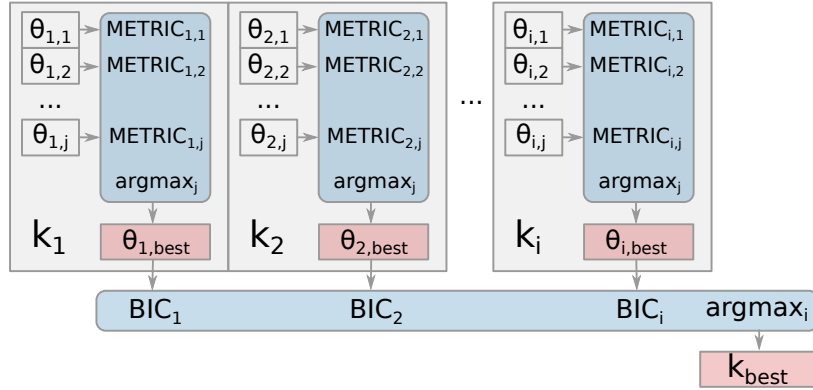 θ1,1 METRIC1,1
θ1,2 METRIC1,2
...
θ1,j METRIC1,j
argmaxj
k1 θ1,best
θ2,1 METRIC2,1
θ2,2 METRIC2,2
...
θ2,j METRIC2,j
argmaxj
k2 θ2,best
...
θi,1 METRICi,1
θi,2 METRICi,2
...
θi,j METRICi,j
argmaxj
ki θi,best
BIC1 BIC2 BICi argmaxi
kbest